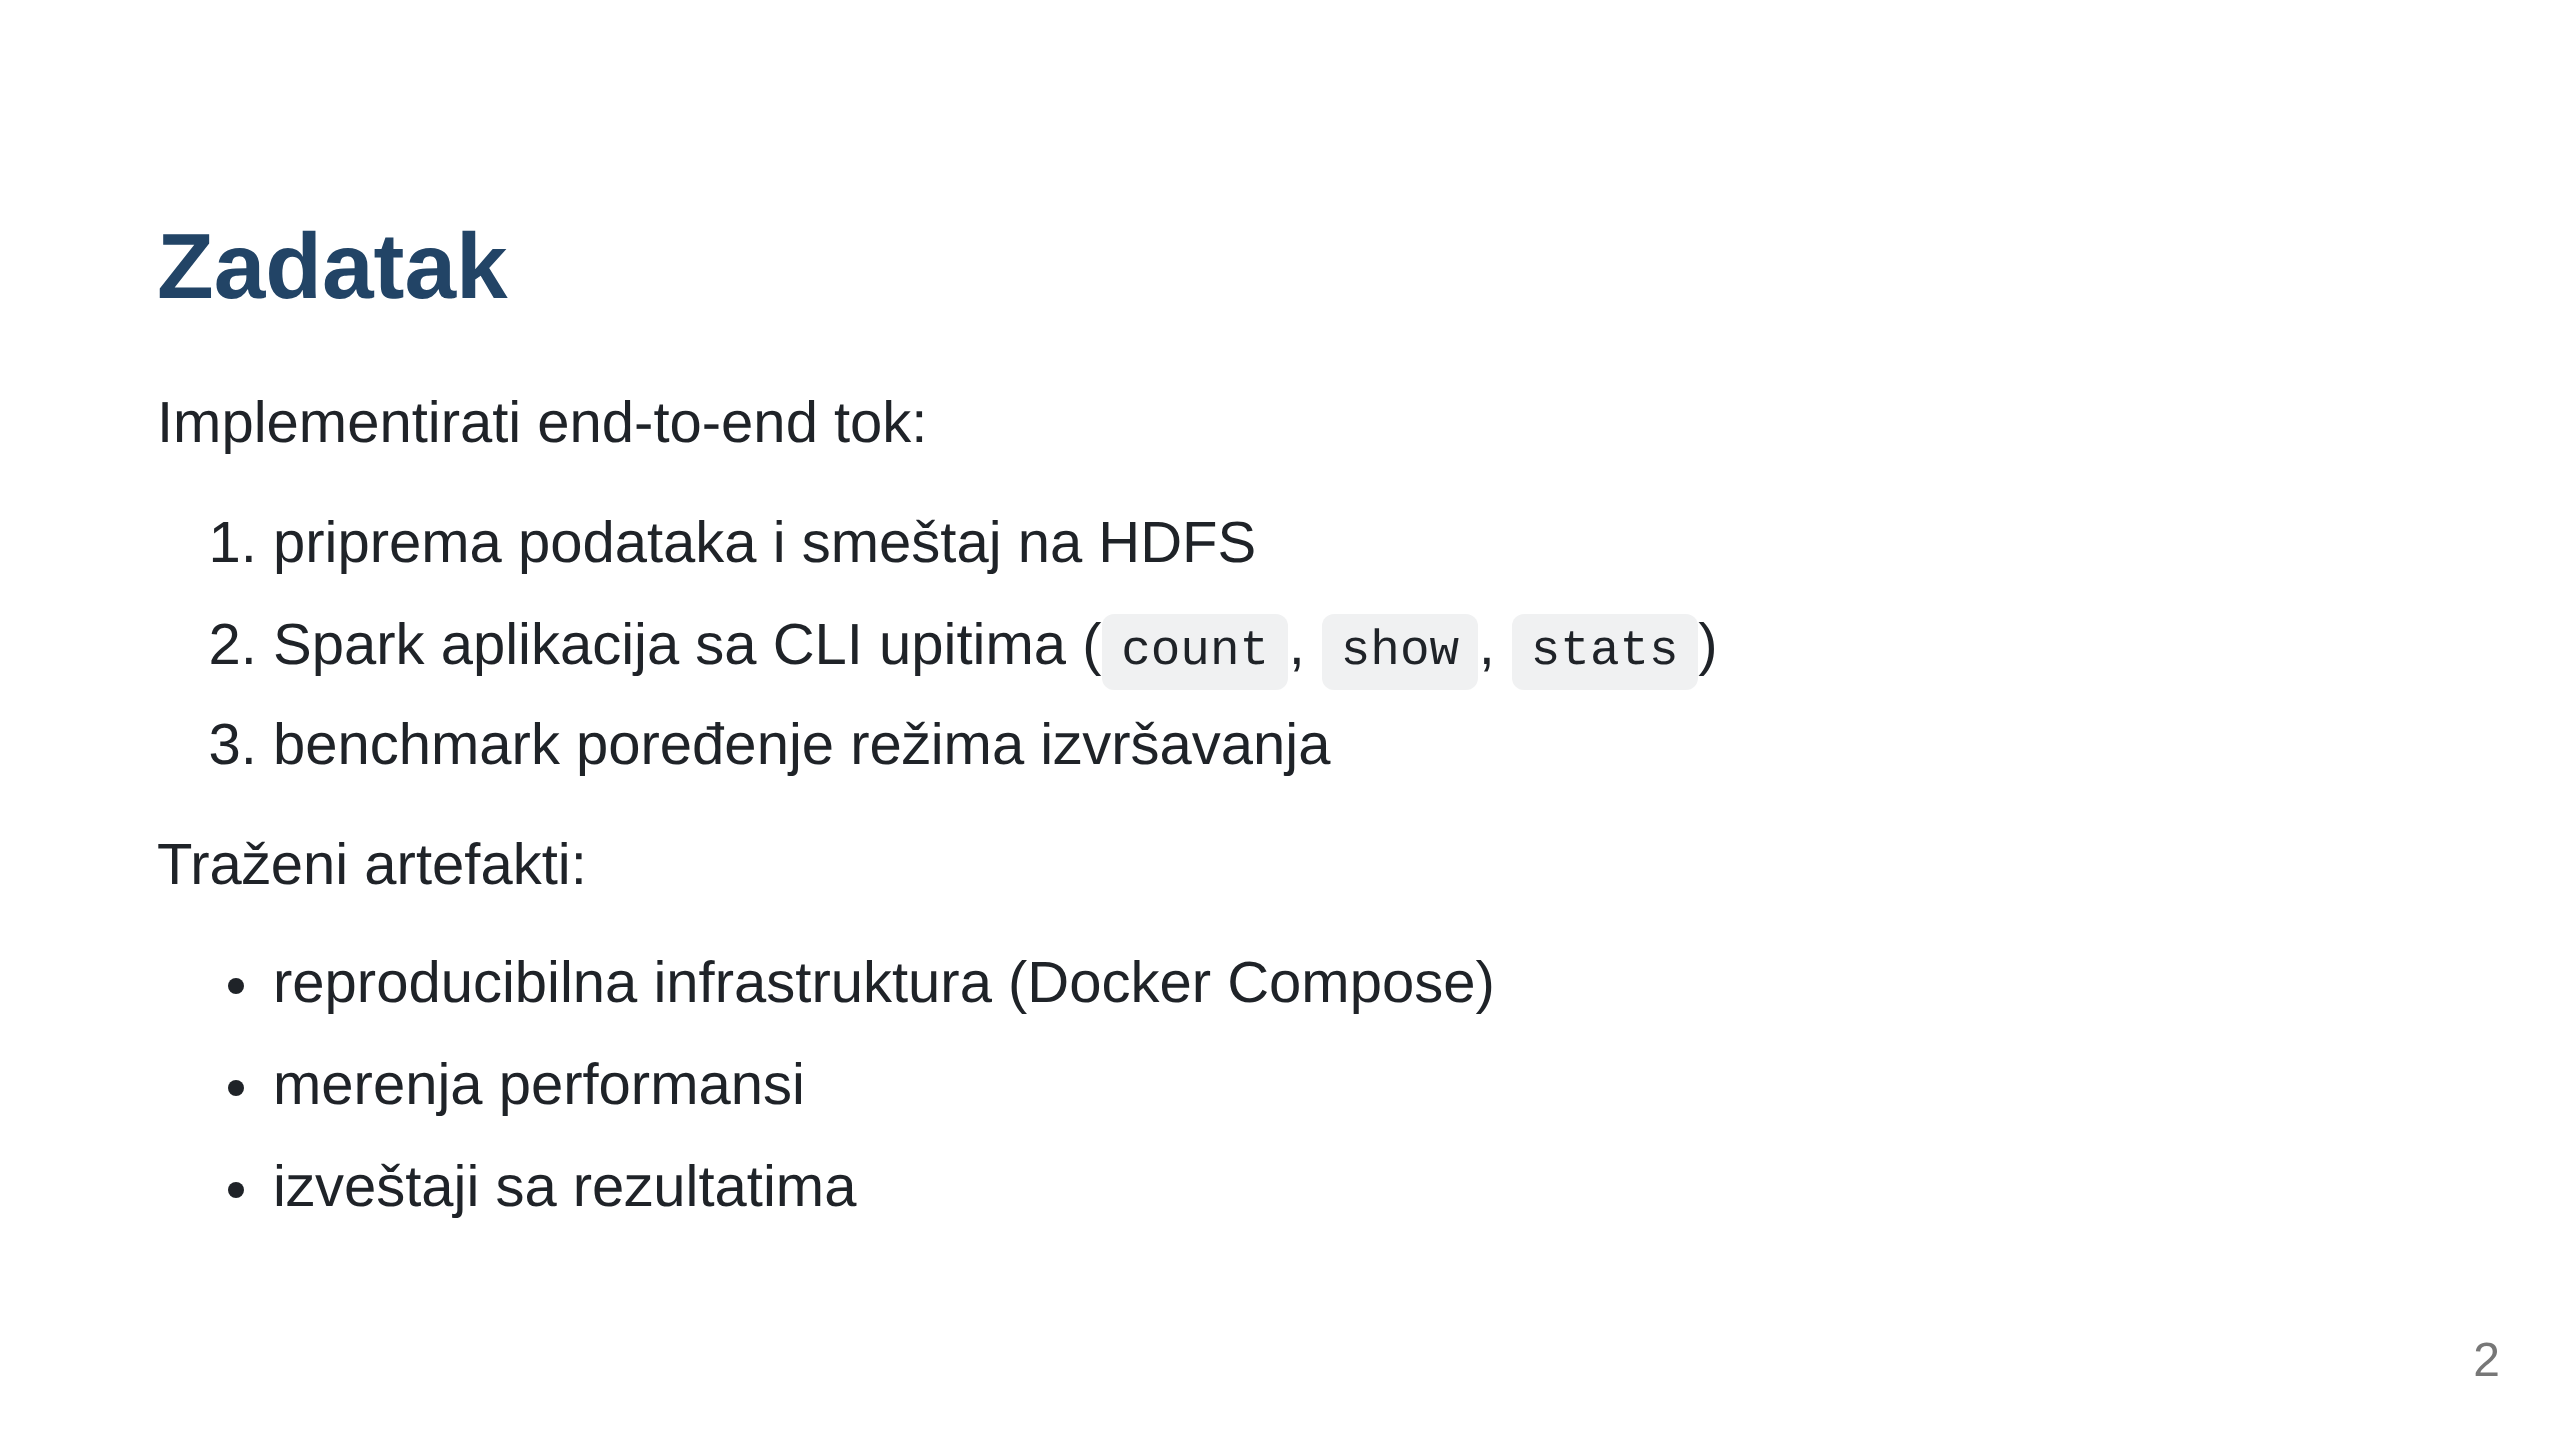 Zadatak
Implementirati end-to-end tok:
1. priprema podataka i smeštaj na HDFS
2. Spark aplikacija sa CLI upitima (count, show, stats)
3. benchmark poređenje režima izvršavanja
Traženi artefakti:
• reproducibilna infrastruktura (Docker Compose)
• merenja performansi
• izveštaji sa rezultatima
2